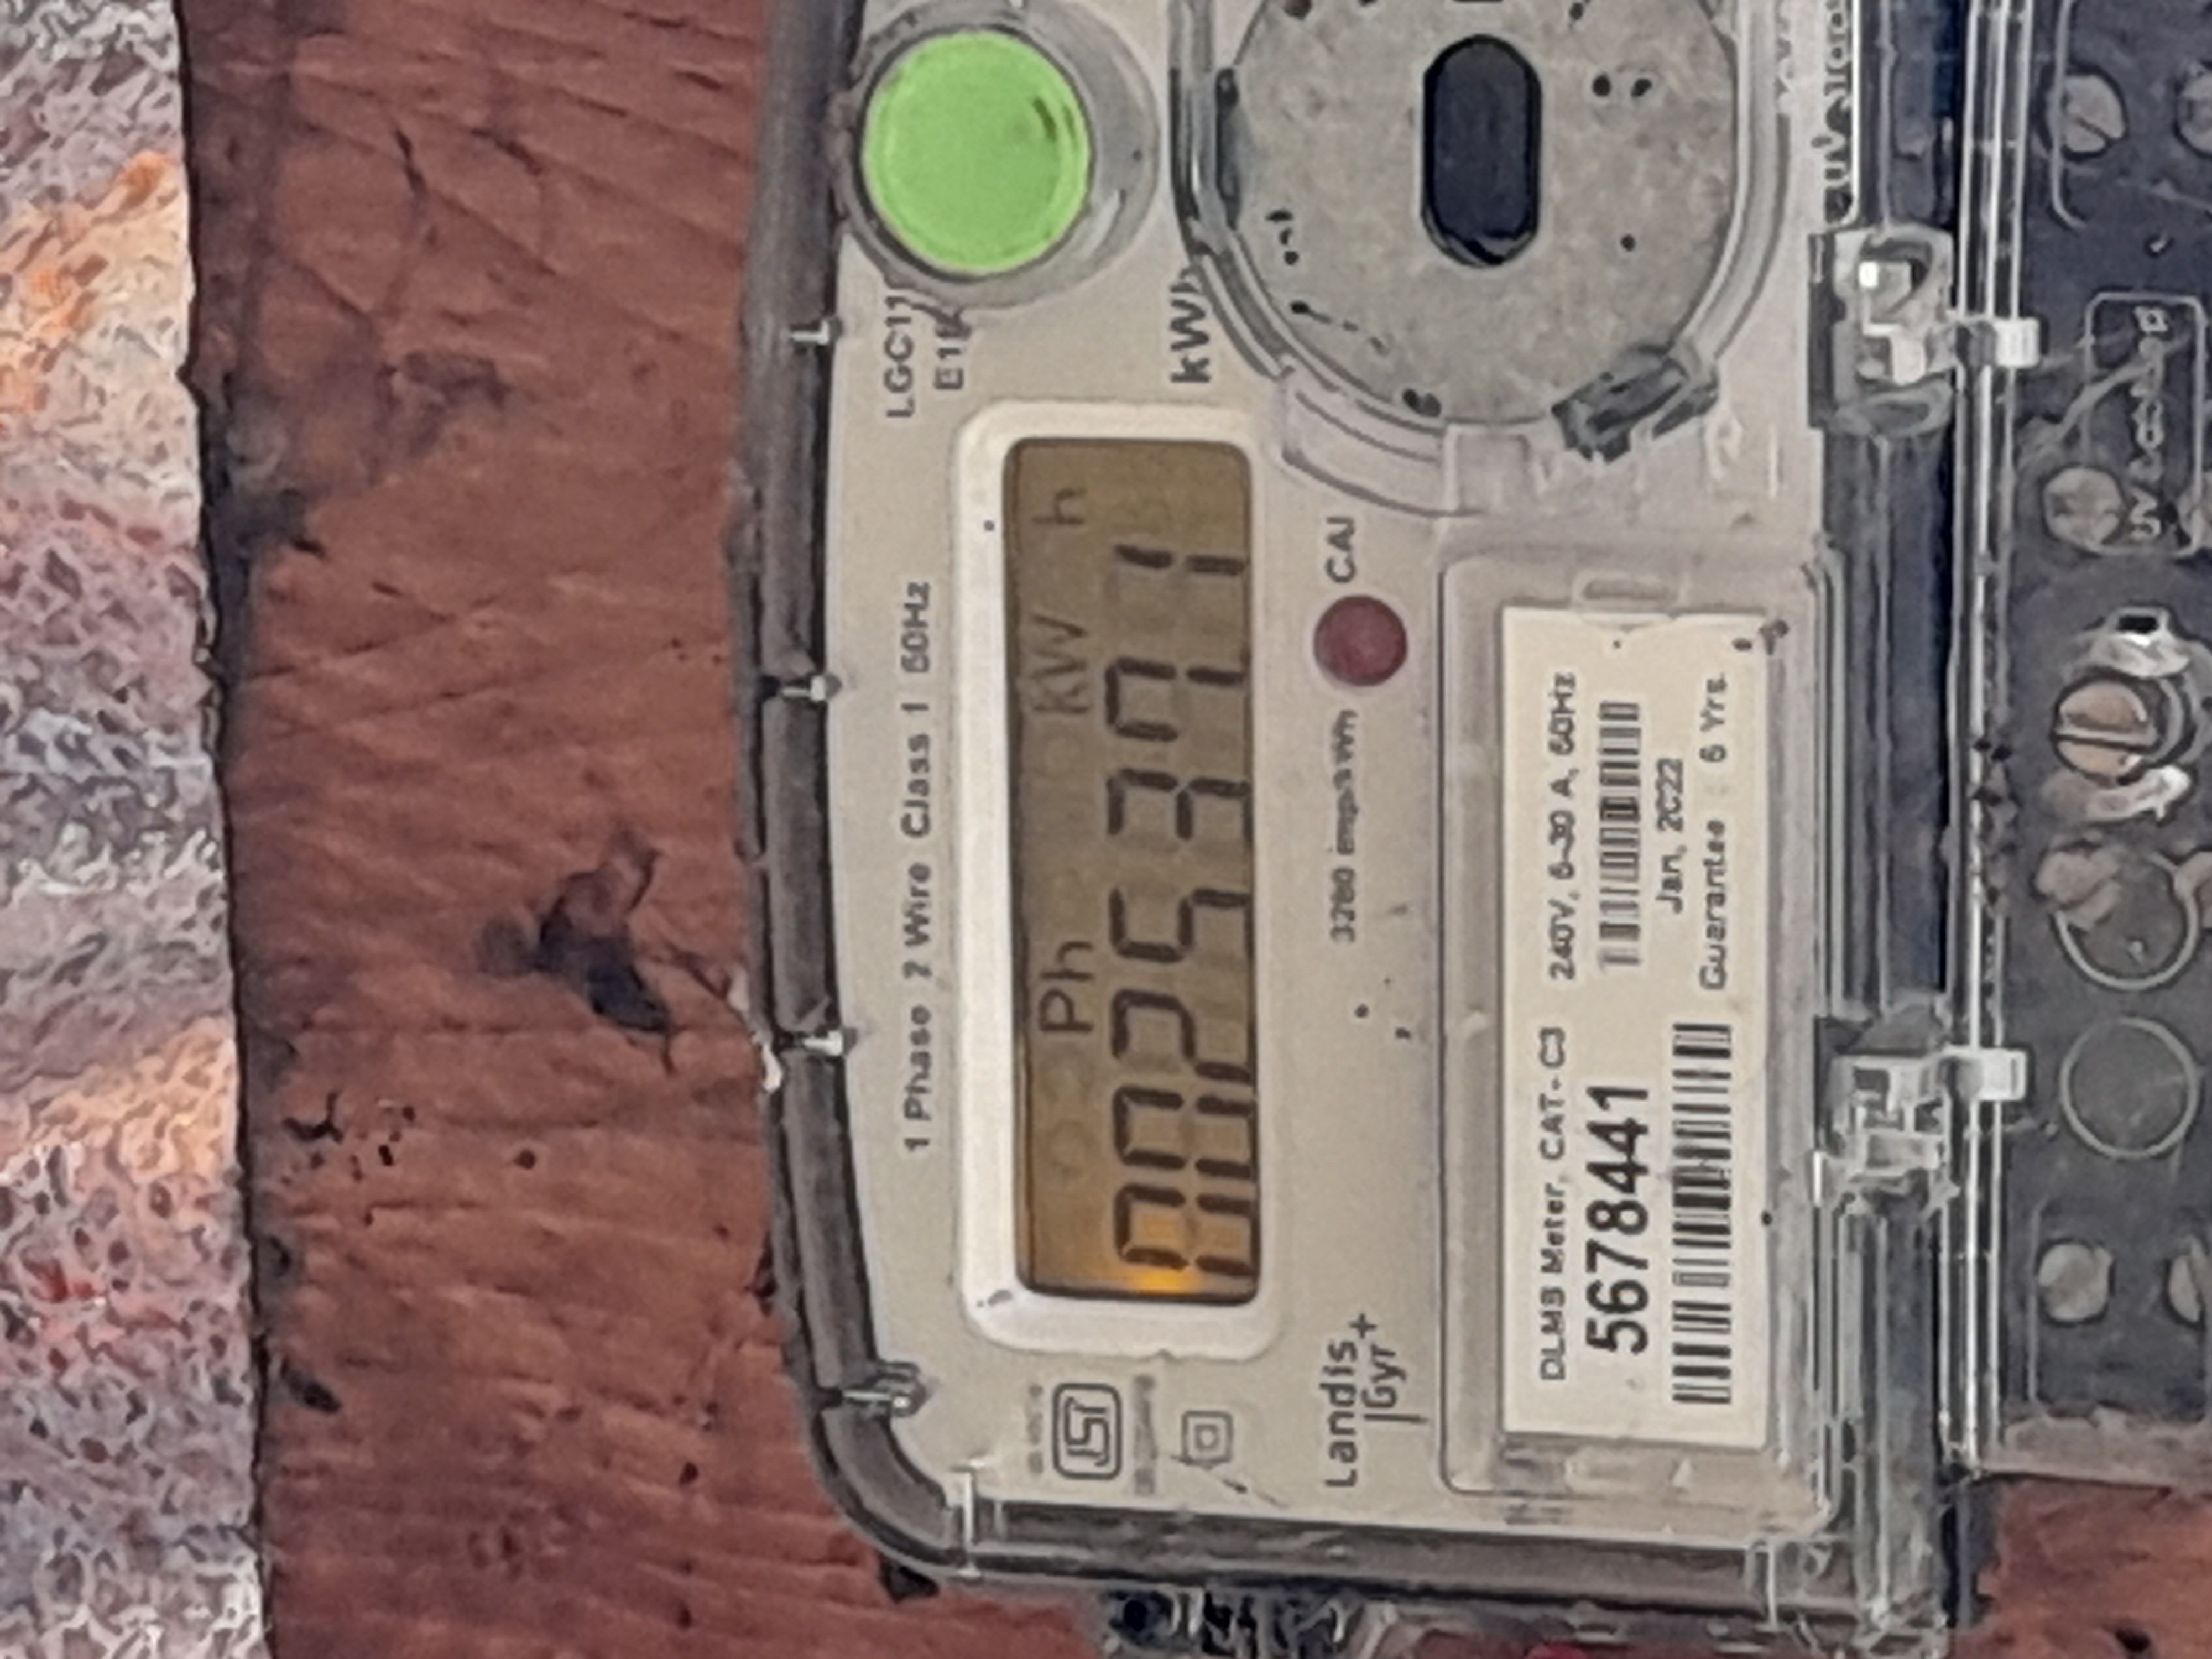 kWh
1 Phase 2 Wire Class 1 50Hz
Ph kW h
0025371
3200 imp/kWh CAL
Landis
Gyr+
DLMS Meter, CAT-C3 240V, 5-30 A, 50Hz
56784441
Jan, 2022
Guarantee : 5 Yrs.